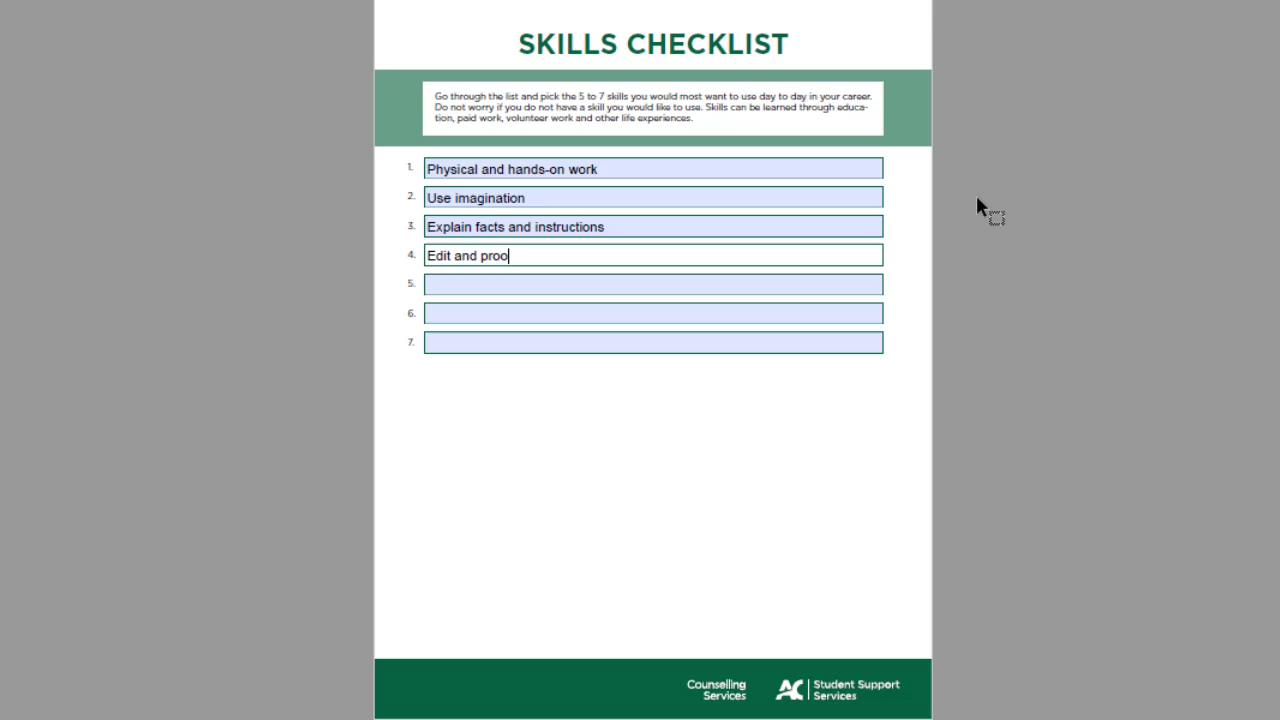 SKILLS CHECKLIST
Go through the list and pick the 5 to 7 skills you would most want to use day to day in your career.
Do not worry if you do not have a skill you would like to use. Skills can be learned through educa-
tion, paid work, volunteer work and other life experiences.
1. Physical and hands-on work
2. Use imagination
3. Explain facts and instructions
4. Edit and proo
5.
6.
7.
Counselling
Services
AC Student Support
Services